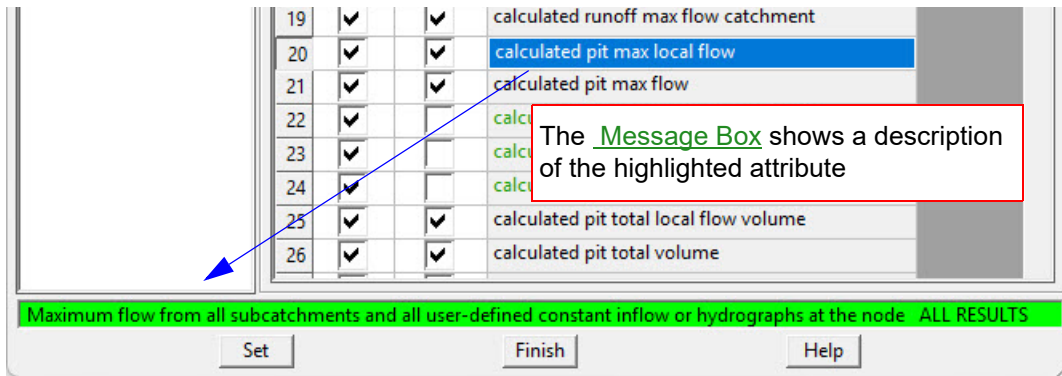 19 calculated runoff max flow catchment
20 calculated pit max local flow
21 calculated pit max flow
22
23
24
The Message Box shows a description
of the highlighted attribute
25 calculated pit total local flow volume
26 calculated pit total volume
Maximum flow from all subcatchments and all user-defined constant inflow or hydrographs at the node ALL RESULTS
Set Finish Help